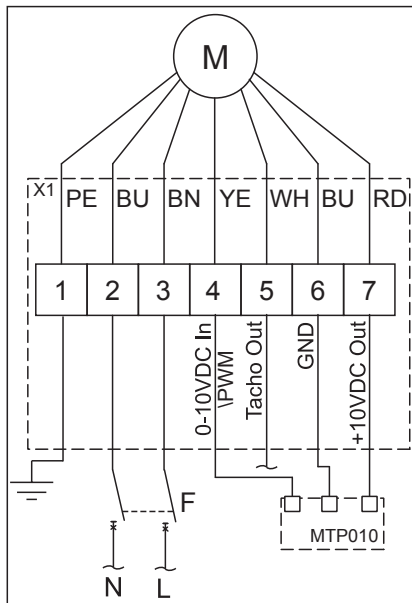 M
X1 PE BU BN YE WH BU RD
1 2 3 4 5 6 7
0-10VDC In
\PWM
Tacho Out
GND
+10VDC Out
F
MTP010
N L